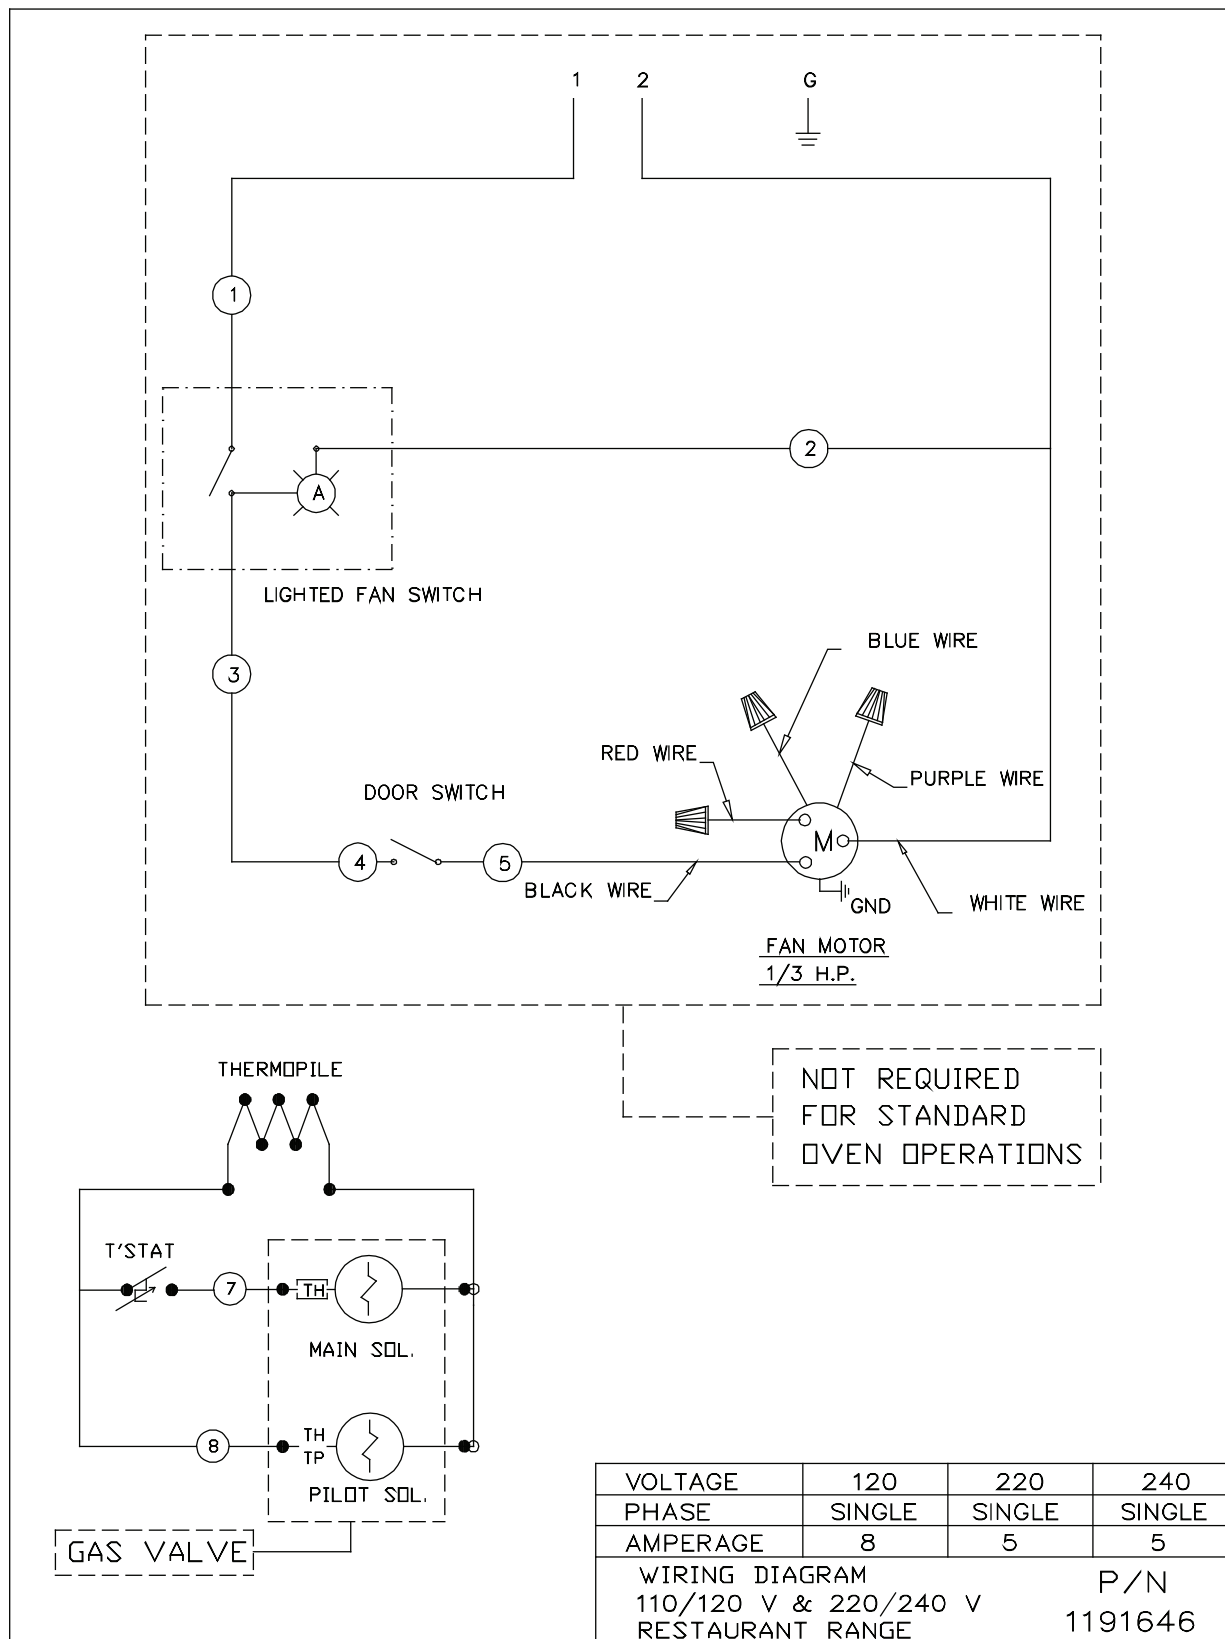 1 2 G
1
2
A
LIGHTED FAN SWITCH
3
BLUE WIRE
RED WIRE
PURPLE WIRE
DOOR SWITCH
M
4
5
BLACK WIRE
GND
WHITE WIRE
FAN MOTOR
1/3 H.P.
THERMOPILE
NOT REQUIRED
FOR STANDARD
OVEN OPERATIONS
T'STAT
7
TH
MAIN SOL.
8
TH
TP
PILOT SOL.
GAS VALVE
VOLTAGE 120 220 240
PHASE SINGLE SINGLE SINGLE
AMPERAGE 8 5 5
WIRING DIAGRAM
110/120 V & 220/240 V
RESTAURANT RANGE
P/N
1191646